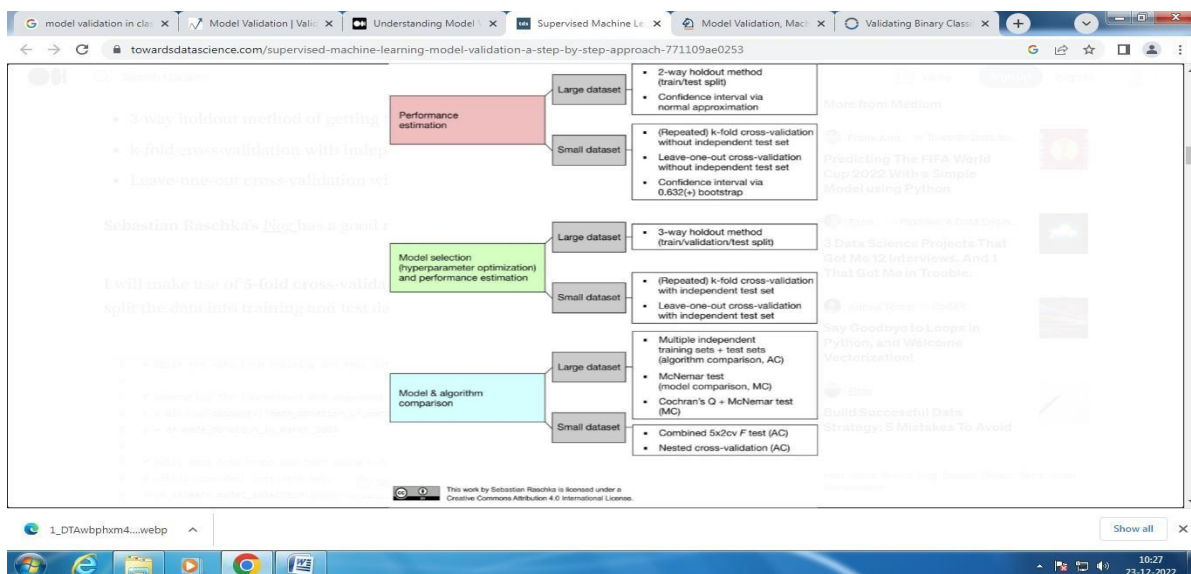 model validation in clas
Model Validation | Valid
Understanding Model V
Supervised Machine Le
Model Validation, Mach
Validating Binary Classi
towardsdatascience.com/supervised-machine-learning-model-validation-a-step-by-step-approach-771109ae0253
Performance
estimation
Large dataset
• 2-way holdout method
(train/test split)
• Confidence interval via
normal approximation
Small dataset
• (Repeated) k-fold cross-validation
without independent test set
• Leave-one-out cross-validation
without independent test set
• Confidence interval via
0.632(+) bootstrap
Model selection
(hyperparameter optimization)
and performance estimation
Large dataset
• 3-way holdout method
(train/validation/test split)
Small dataset
• (Repeated) k-fold cross-validation
with independent test set
• Leave-one-out cross-validation
with independent test set
Model & algorithm
comparison
Large dataset
• Multiple independent
training sets + test sets
(algorithm comparison, AC)
• McNemar test
(model comparison, MC)
• Cochran's Q + McNemar test
(MC)
Small dataset
• Combined 5x2cv F test (AC)
• Nested cross-validation (AC)
This work by Sebastian Raschka is licensed under a
Creative Commons Attribution 4.0 International License.
• 3-way holdout method of getting
• k-fold cross-validation with indep
• Leave-one-out cross-validation wi
Sebastian Raschka's Blog has a good
I will make use of 5-fold cross-valida
split the data into training and test da
More from Medium
Predicting The FIFA World
Cup 2022 With a Simple
Model using Python
3 Data Science Projects That
Got Me 12 Interviews. And 1
That Got Me in Trouble.
Say Goodbye to Loops in
Python, and Welcome
Vectorization!
Build Successful Data
Strategy: 5 Mistakes To Avoid
1_DTAwbphxm4....webp
Show all
10:27
23-12-2022